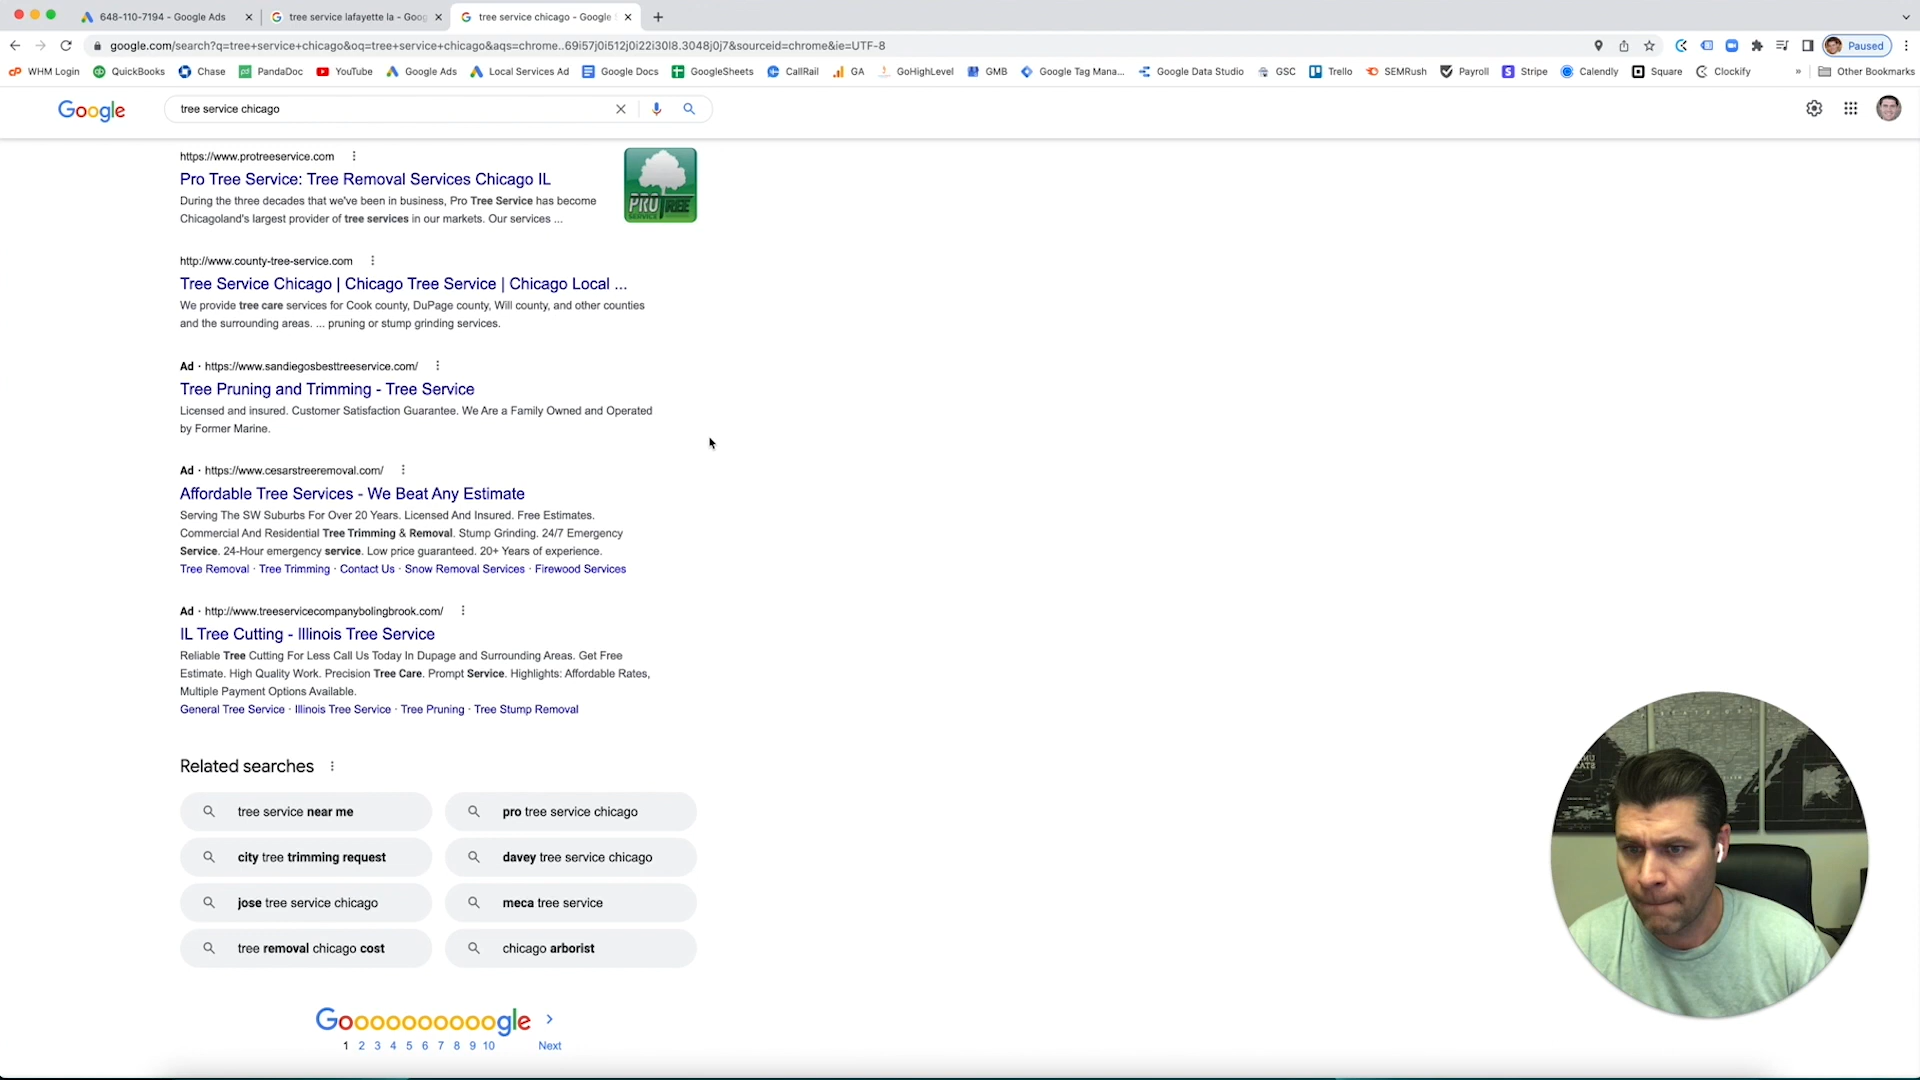 648-110-7194 - Google Ads
tree service lafayette la - Goog
tree service chicago - Google
google.com/search?q=tree+service+chicago&oq=tree+service+chicago&aqs=chrome..69i57j0i512j0i22i30l8.3048j0j7&sourceid=chrome&ie=UTF-8
Paused
WHM Login
QuickBooks
Chase
PandaDoc
YouTube
Google Ads
Local Services Ad
Google Docs
GoogleSheets
CallRail
GA
GoHighLevel
GMB
Google Tag Mana...
Google Data Studio
GSC
Trello
SEMRush
Payroll
Stripe
Calendly
Square
Clockify
»
Other Bookmarks
Google
tree service chicago
https://www.protreeservice.com
Pro Tree Service: Tree Removal Services Chicago IL
During the three decades that we've been in business, Pro Tree Service has become
Chicagoland's largest provider of tree services in our markets. Our services ...
PRO TREE
SERVICE
http://www.county-tree-service.com
Tree Service Chicago | Chicago Tree Service | Chicago Local ...
We provide tree care services for Cook county, DuPage county, Will county, and other counties
and the surrounding areas. ... pruning or stump grinding services.
Ad · https://www.sandiegosbesttreeservice.com/
Tree Pruning and Trimming - Tree Service
Licensed and insured. Customer Satisfaction Guarantee. We Are a Family Owned and Operated
by Former Marine.
Ad · https://www.cesarstreeremoval.com/
Affordable Tree Services - We Beat Any Estimate
Serving The SW Suburbs For Over 20 Years. Licensed And Insured. Free Estimates.
Commercial And Residential Tree Trimming & Removal. Stump Grinding. 24/7 Emergency
Service. 24-Hour emergency service. Low price guaranteed. 20+ Years of experience.
Tree Removal · Tree Trimming · Contact Us · Snow Removal Services · Firewood Services
Ad · http://www.treeservicecompanybolingbrook.com/
IL Tree Cutting - Illinois Tree Service
Reliable Tree Cutting For Less Call Us Today In Dupage and Surrounding Areas. Get Free
Estimate. High Quality Work. Precision Tree Care. Prompt Service. Highlights: Affordable Rates,
Multiple Payment Options Available.
General Tree Service · Illinois Tree Service · Tree Pruning · Tree Stump Removal
Related searches
tree service near me
pro tree service chicago
city tree trimming request
davey tree service chicago
jose tree service chicago
meca tree service
tree removal chicago cost
chicago arborist
Goooooooooogle
1 2 3 4 5 6 7 8 9 10 Next